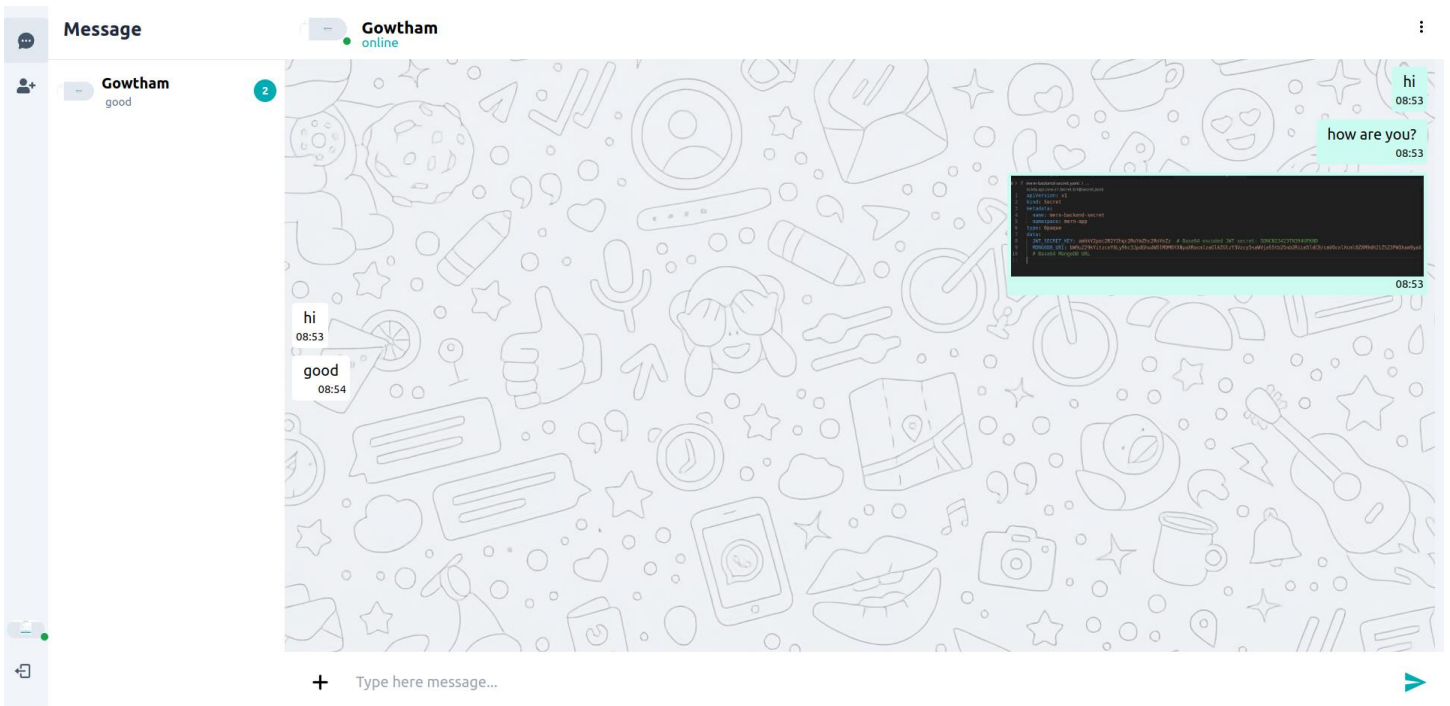 Message
Gowtham
good
2
Gowtham
online
hi
08:53
how are you?
08:53
apiVersion: v1
kind: Secret
metadata:
name: mern-backend-secret
namespace: mern-app
type: Opaque
data:
JWT_SECRET_KEY:
# Base64 encoded JWT secret:
MONGODB_URI:
# Base64 MongoDB URL
08:53
hi
08:53
good
08:54
Type here message...